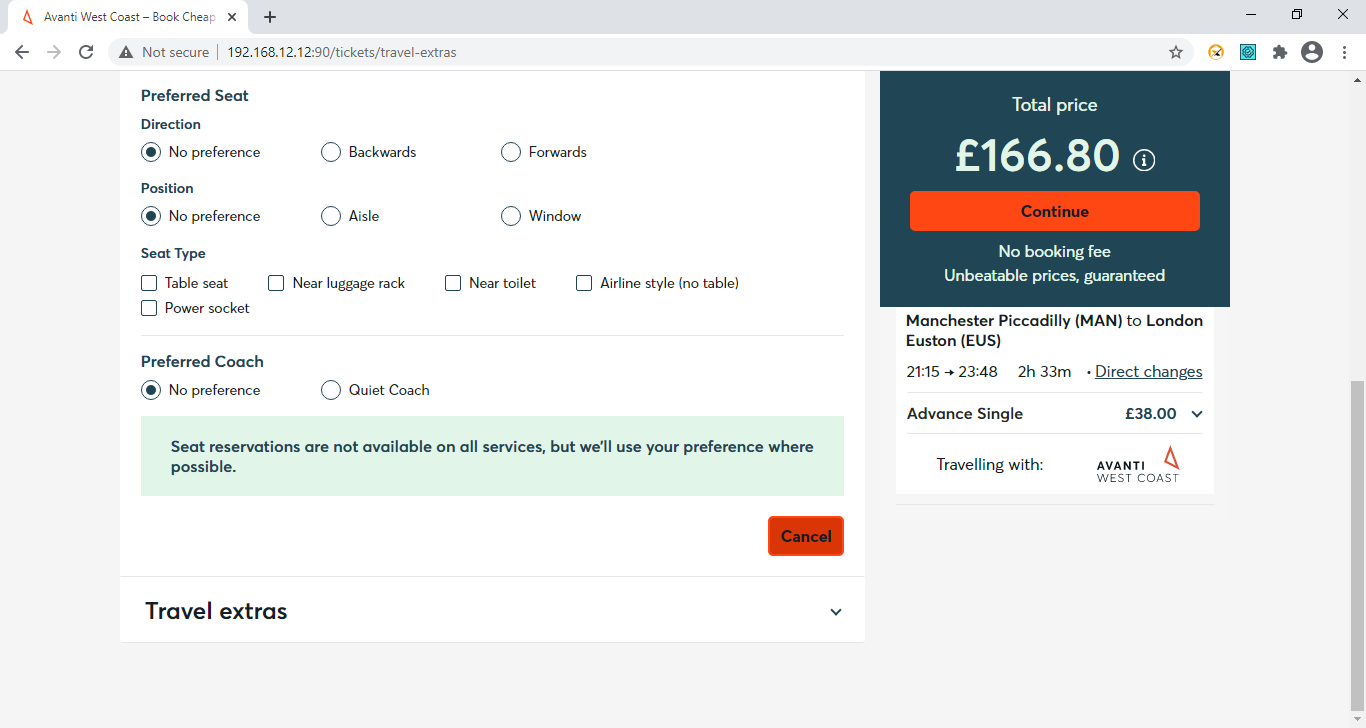 Avanti West Coast – Book Cheap
Not secure
192.168.12.12:90/tickets/travel-extras
Preferred Seat
Direction
No preference
Backwards
Forwards
Position
No preference
Aisle
Window
Seat Type
Table seat
Near luggage rack
Near toilet
Airline style (no table)
Power socket
Preferred Coach
No preference
Quiet Coach
Seat reservations are not available on all services, but we'll use your preference where
possible.
Cancel
Travel extras
Total price
£166.80
Continue
No booking fee
Unbeatable prices, guaranteed
Manchester Piccadilly (MAN) to London
Euston (EUS)
21:15 → 23:48 2h 33m • Direct changes
Advance Single £38.00
Travelling with:
AVANTI
WEST COAST